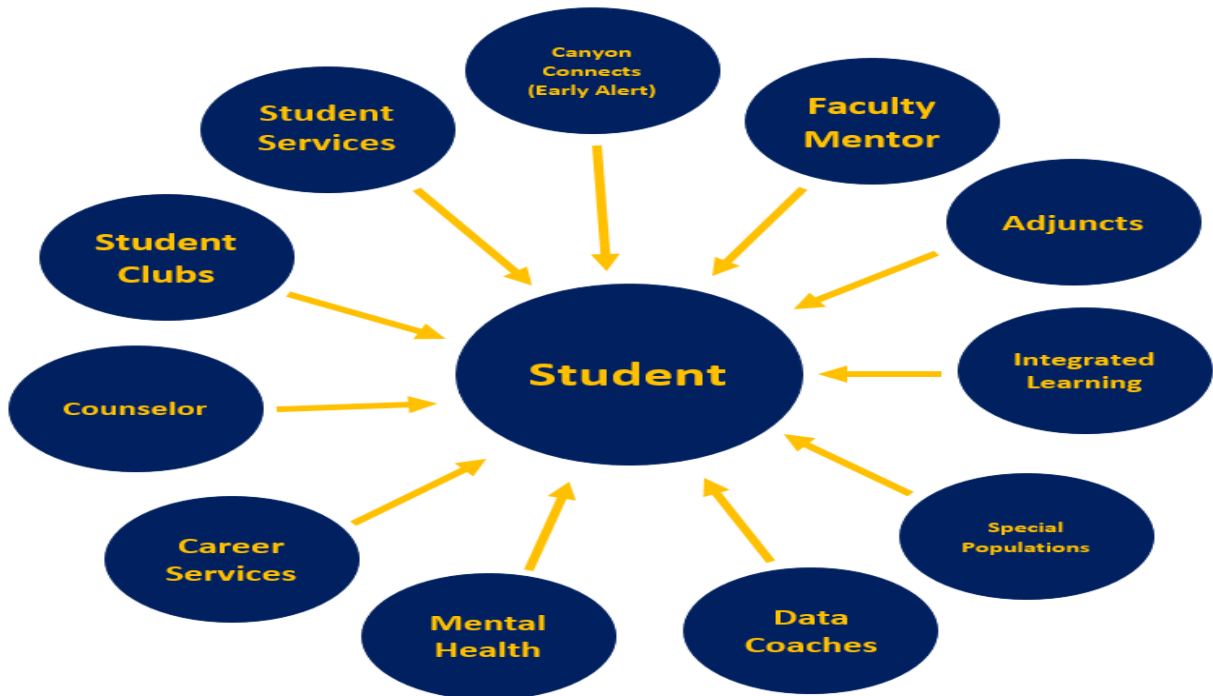 Canyon
Connects
(Early Alert)
Faculty
Mentor
Adjuncts
Integrated
Learning
Special
Populations
Data
Coaches
Mental
Health
Career
Services
Counselor
Student
Clubs
Student
Services
Student